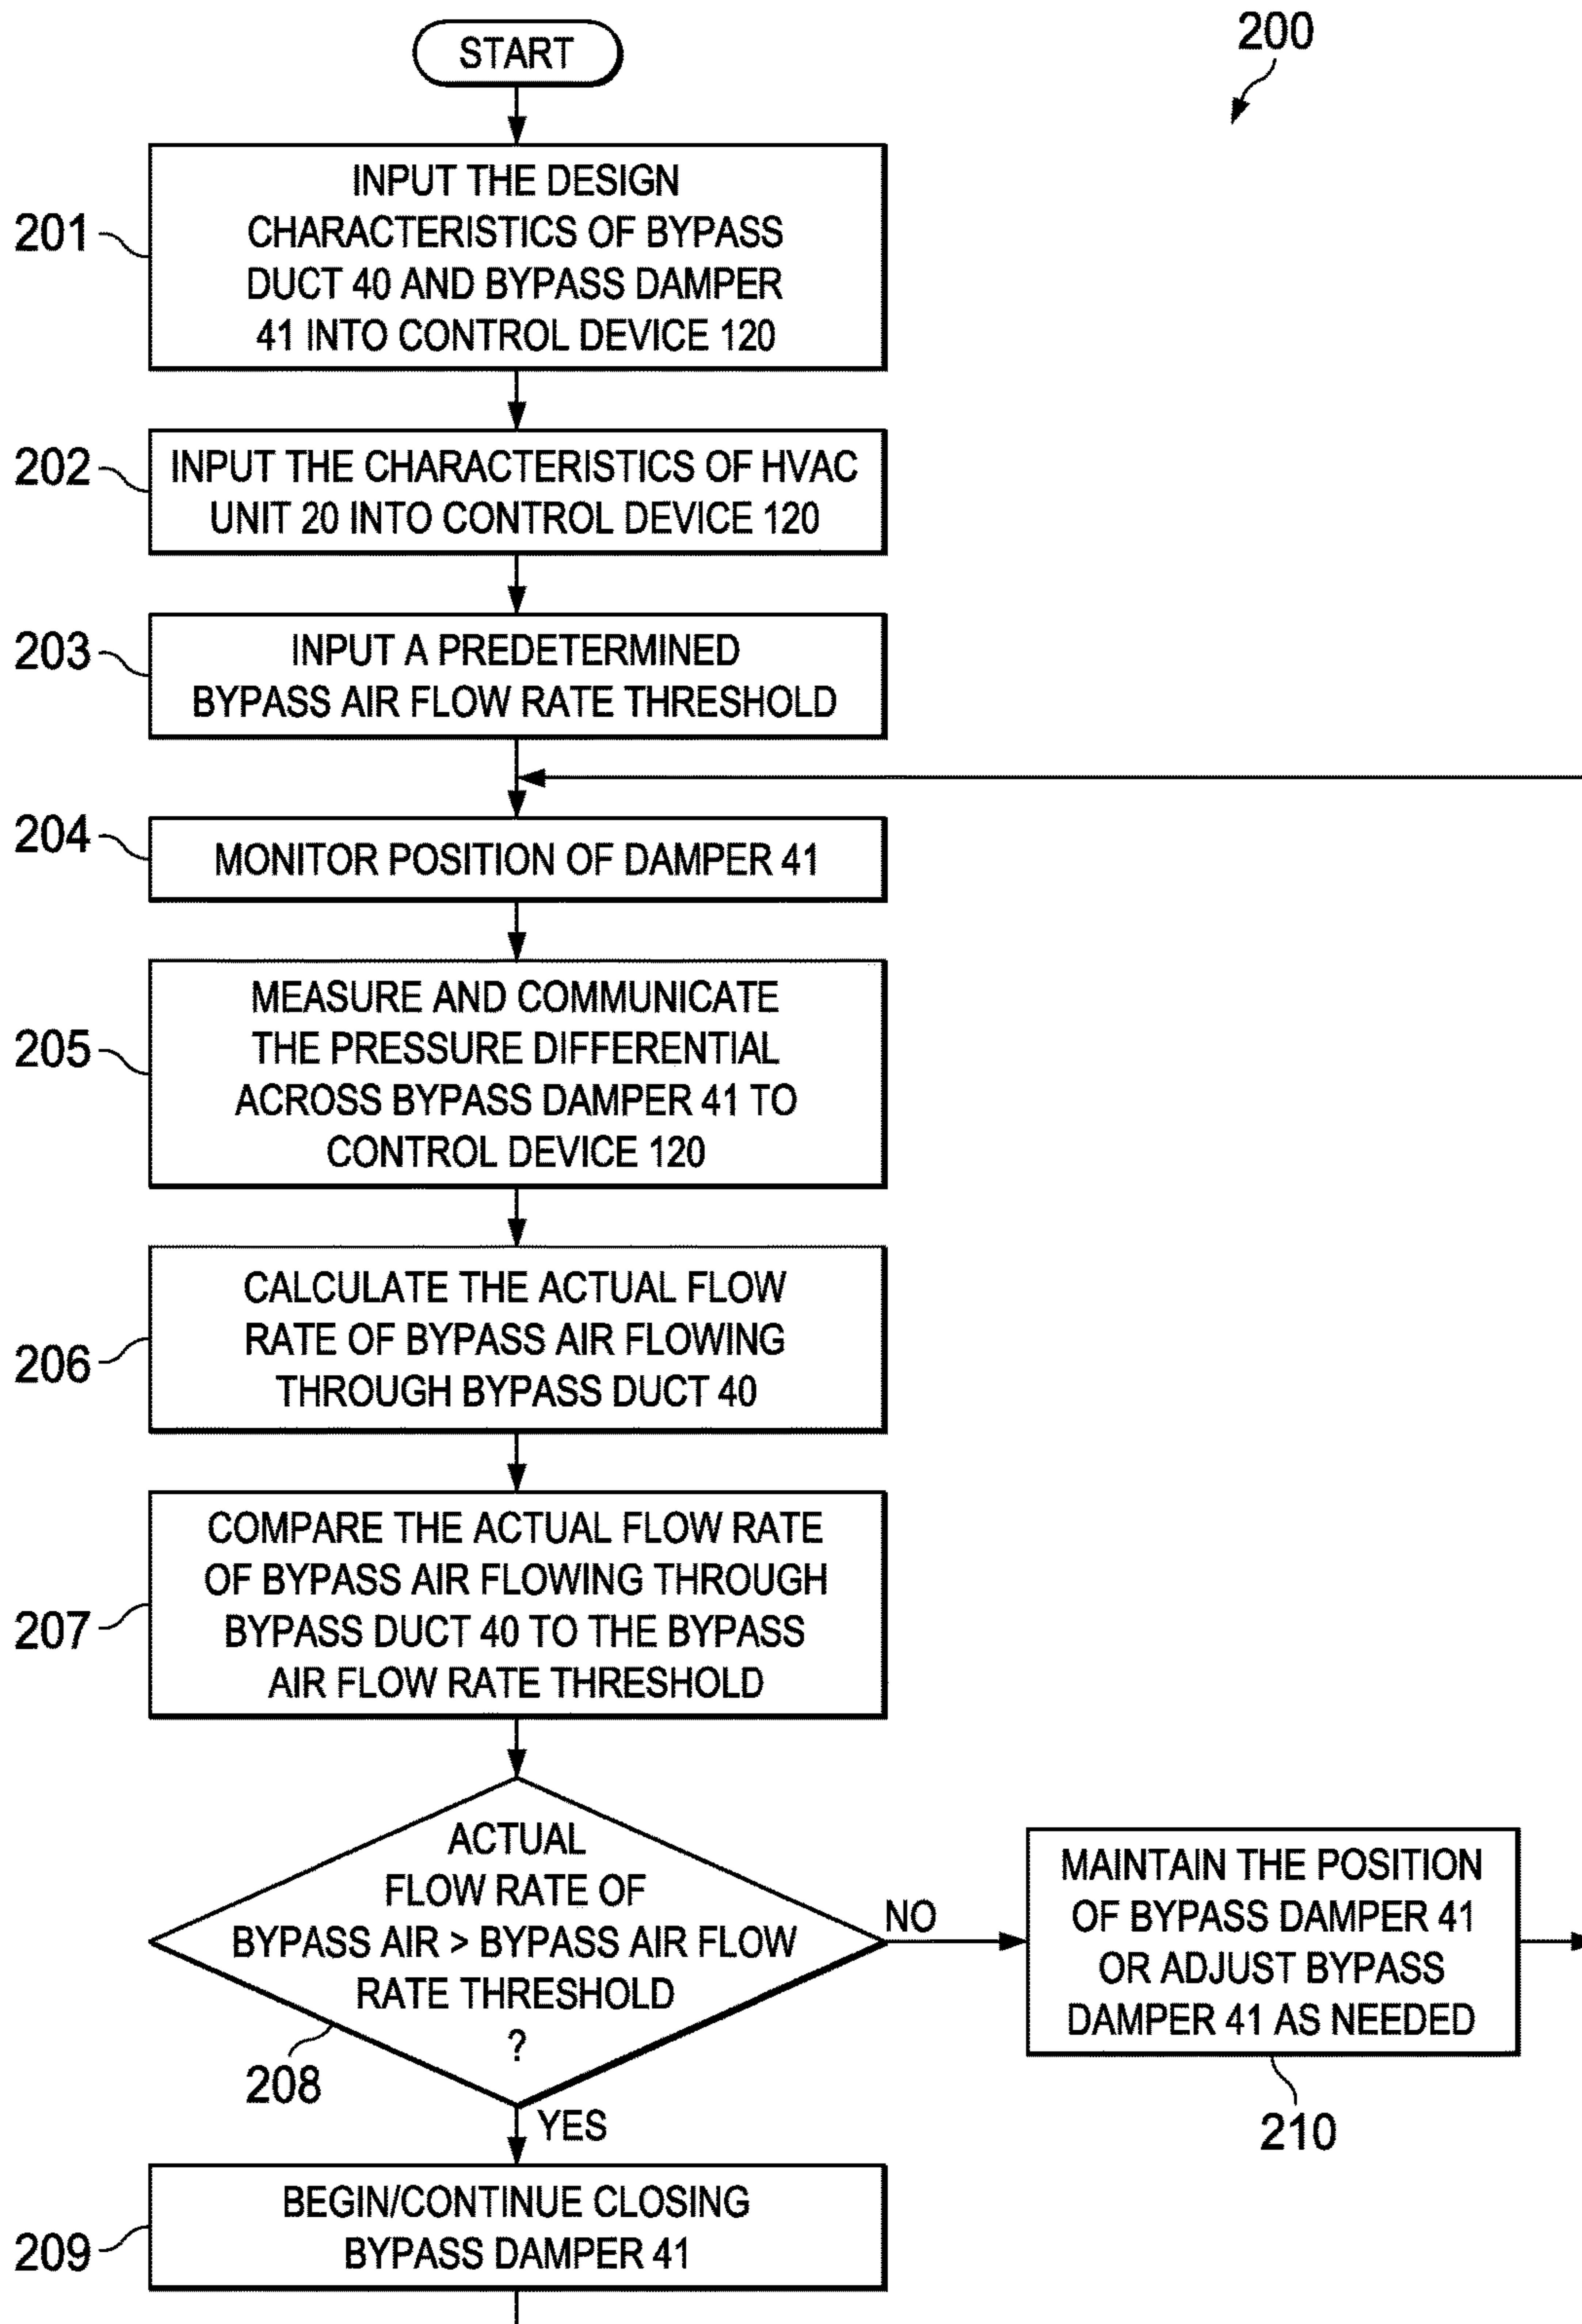 START
200
201
INPUT THE DESIGN
CHARACTERISTICS OF BYPASS
DUCT 40 AND BYPASS DAMPER
41 INTO CONTROL DEVICE 120
202
INPUT THE CHARACTERISTICS OF HVAC
UNIT 20 INTO CONTROL DEVICE 120
203
INPUT A PREDETERMINED
BYPASS AIR FLOW RATE THRESHOLD
204
MONITOR POSITION OF DAMPER 41
205
MEASURE AND COMMUNICATE
THE PRESSURE DIFFERENTIAL
ACROSS BYPASS DAMPER 41 TO
CONTROL DEVICE 120
206
CALCULATE THE ACTUAL FLOW
RATE OF BYPASS AIR FLOWING
THROUGH BYPASS DUCT 40
207
COMPARE THE ACTUAL FLOW RATE
OF BYPASS AIR FLOWING THROUGH
BYPASS DUCT 40 TO THE BYPASS
AIR FLOW RATE THRESHOLD
ACTUAL
FLOW RATE OF
BYPASS AIR > BYPASS AIR FLOW
RATE THRESHOLD
?
208
NO
MAINTAIN THE POSITION
OF BYPASS DAMPER 41
OR ADJUST BYPASS
DAMPER 41 AS NEEDED
210
YES
209
BEGIN/CONTINUE CLOSING
BYPASS DAMPER 41